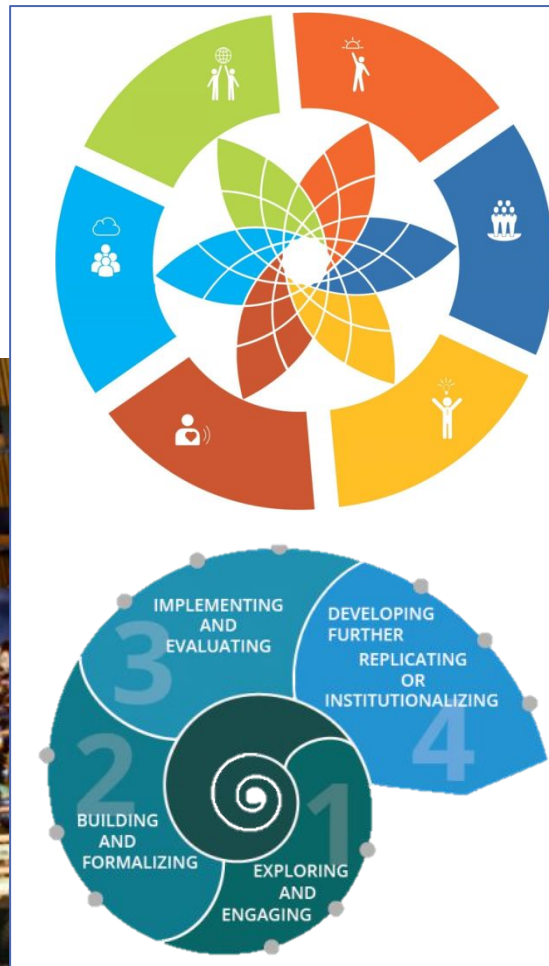 1
EXPLORING
AND
ENGAGING
2
BUILDING
AND
FORMALIZING
3
IMPLEMENTING
AND
EVALUATING
4
DEVELOPING
FURTHER
REPLICATING
OR
INSTITUTIONALIZING